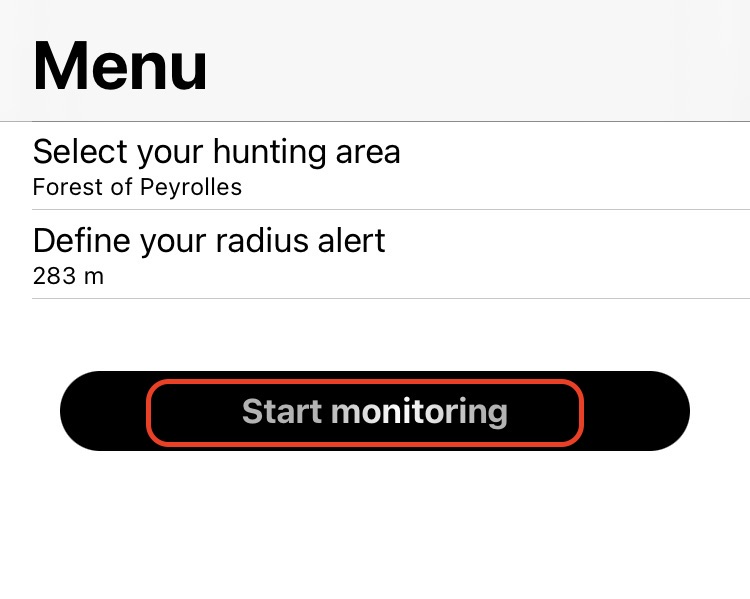 Menu
Select your hunting area
Forest of Peyrolles
Define your radius alert
283 m
Start monitoring